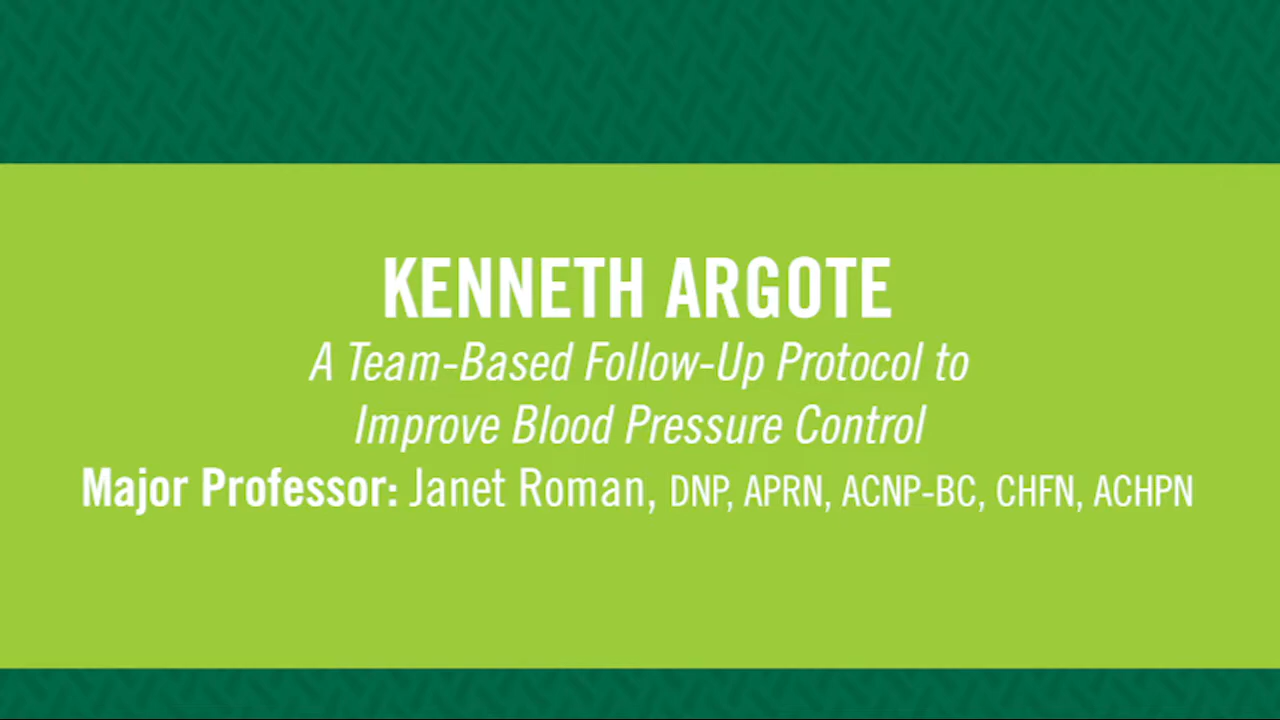 KENNETH ARGOTE
A Team-Based Follow-Up Protocol to
Improve Blood Pressure Control
Major Professor: Janet Roman, DNP, APRN, ACNP-BC, CHFN, ACHPN